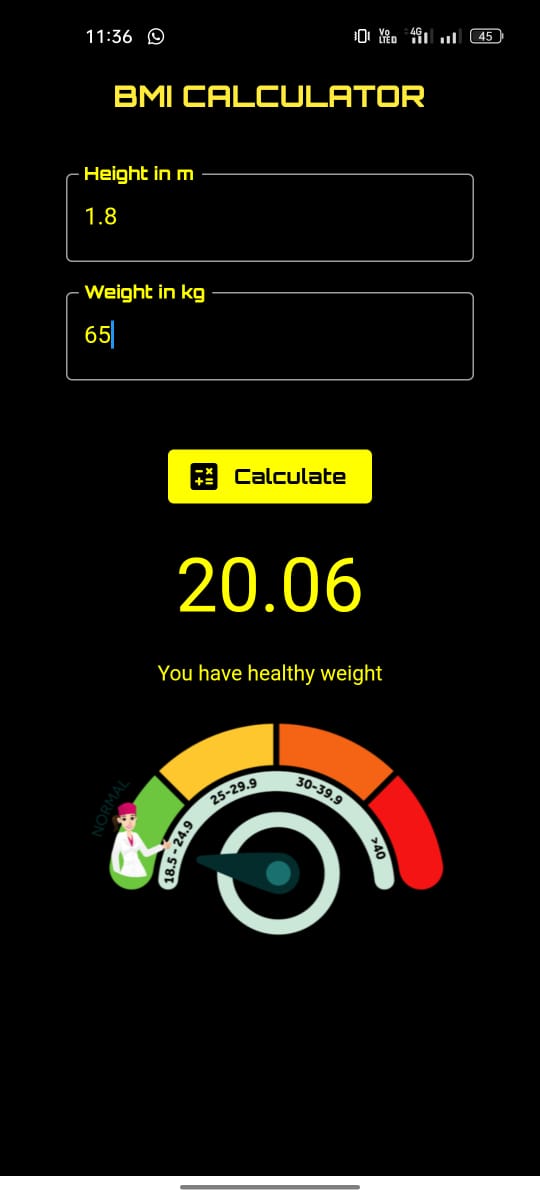 11:36
Vo
LTE
4G
45
BMI CALCULATOR
Height in m
1.8
Weight in kg
65
Calculate
20.06
You have healthy weight
NORMAL
18.5 - 24.9
25-29.9
30-39.9
>40